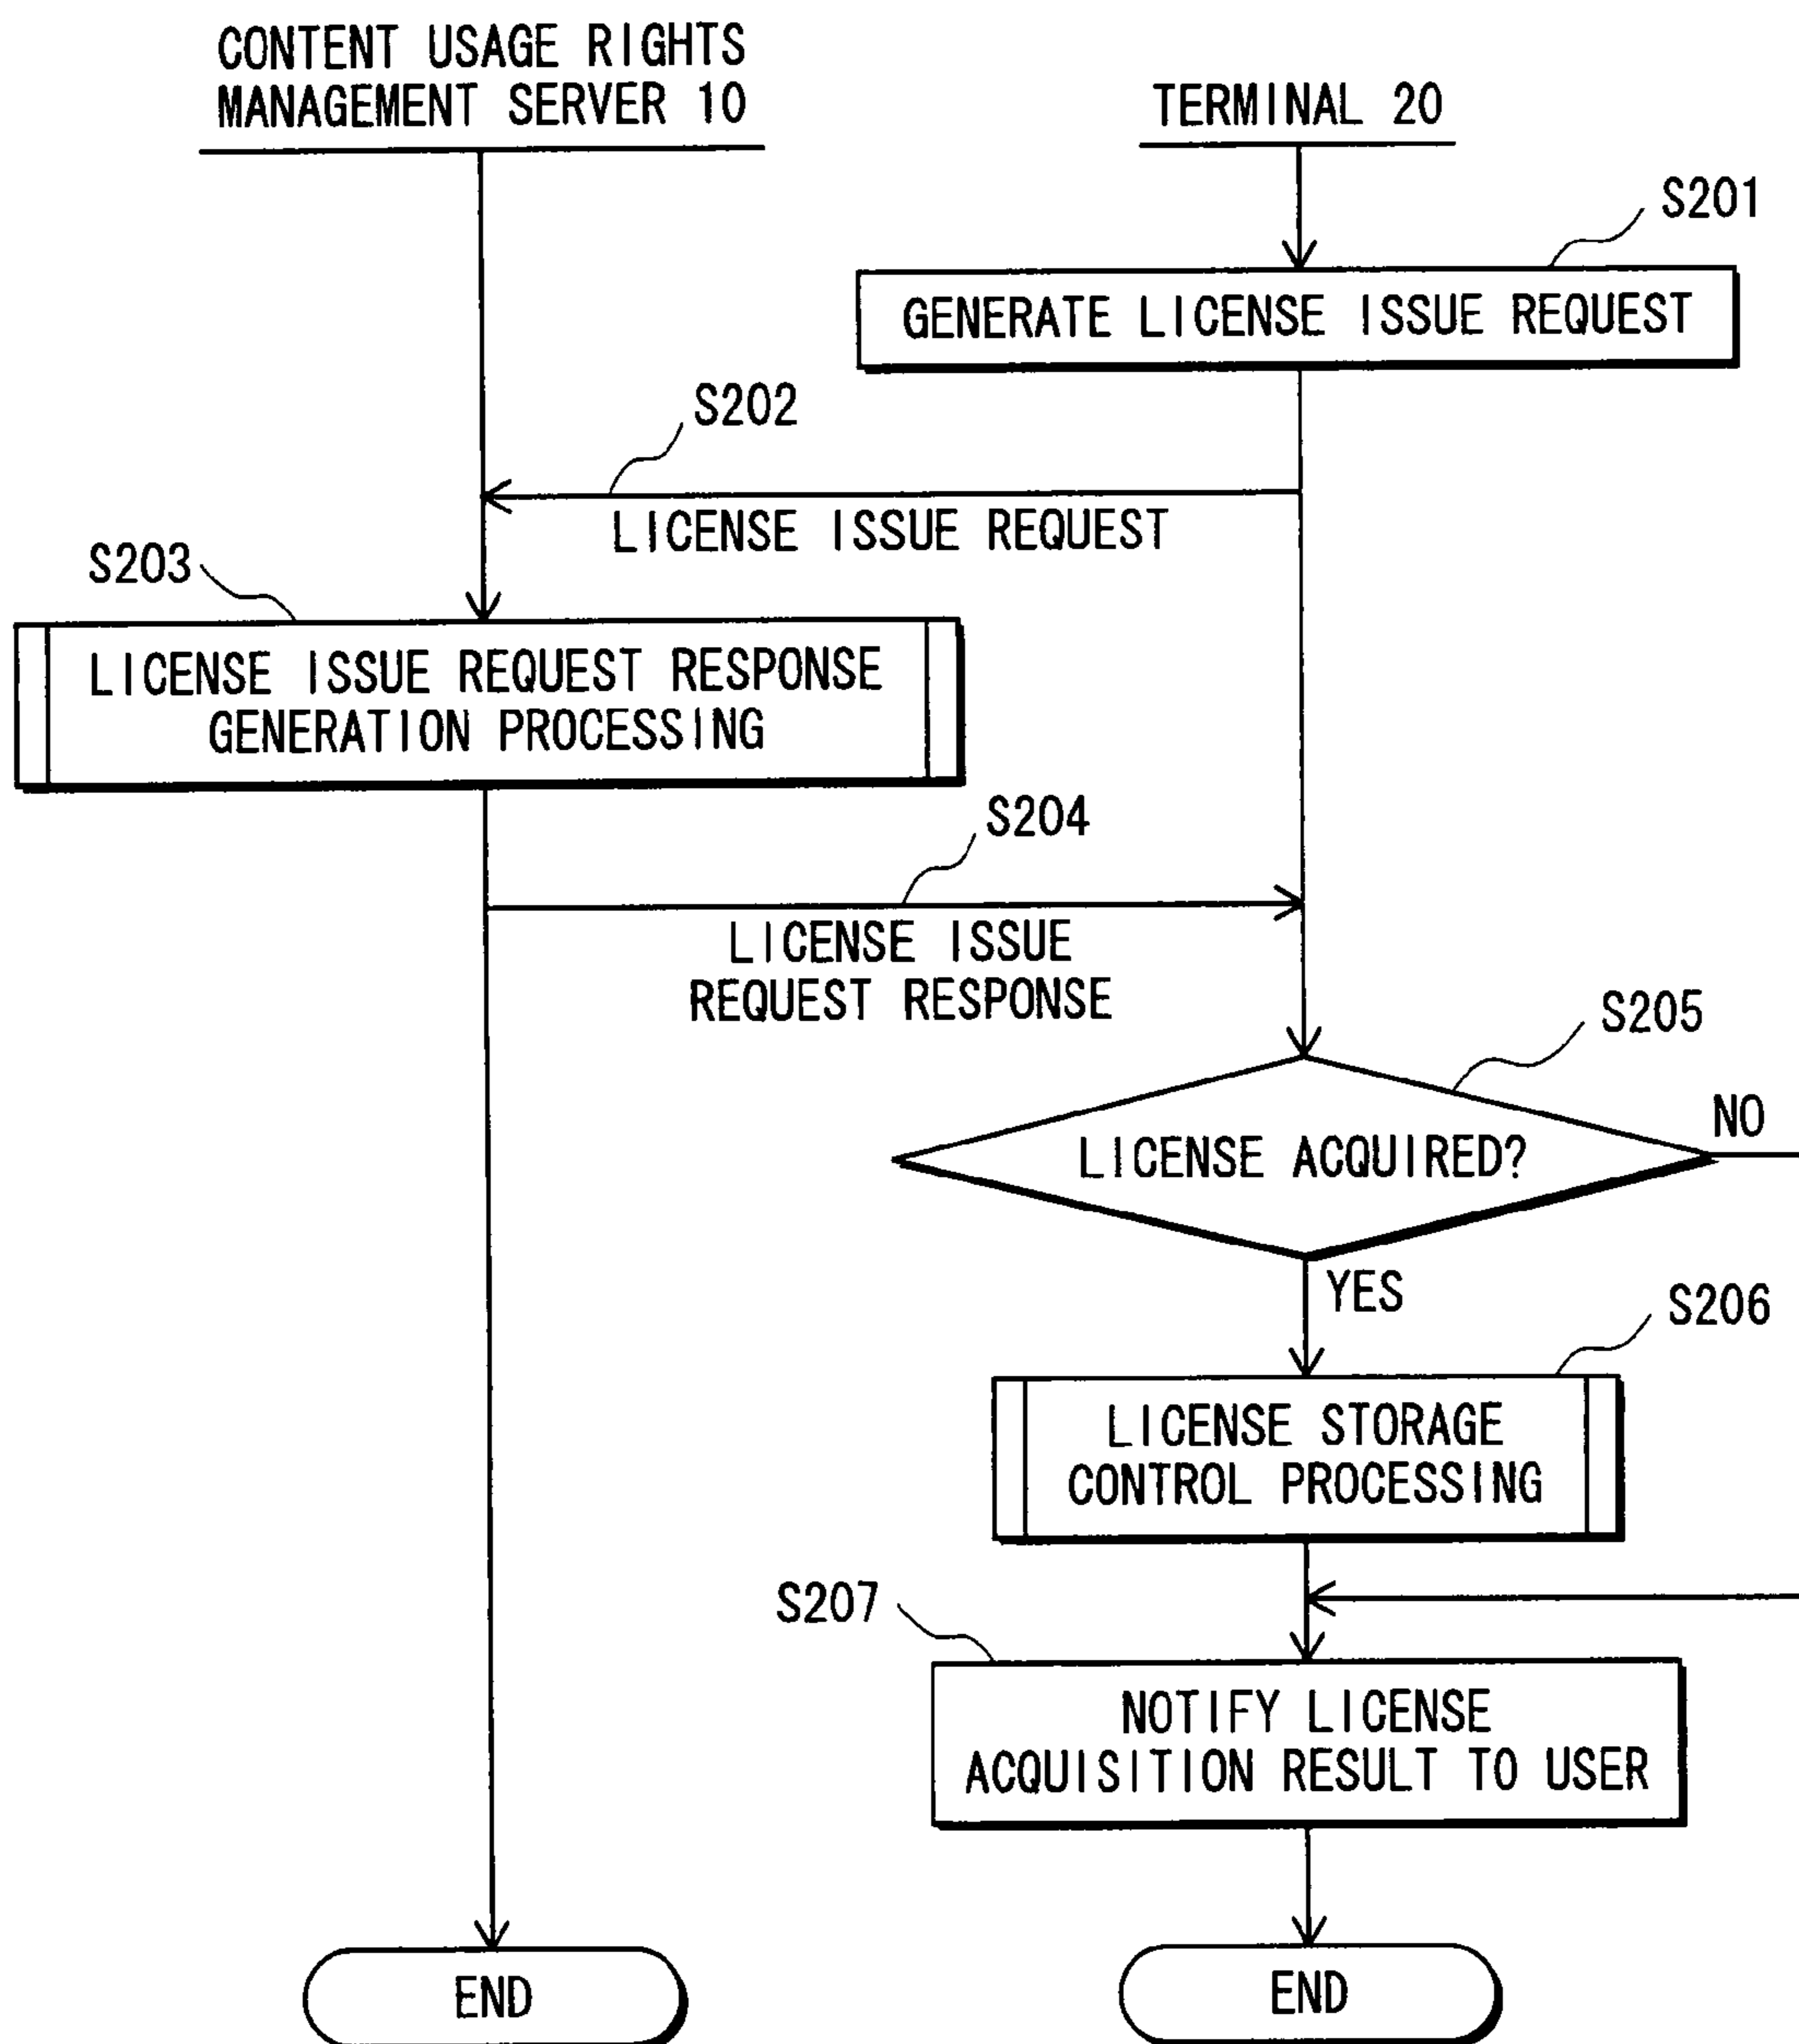 CONTENT USAGE RIGHTS
MANAGEMENT SERVER 10
TERMINAL 20
S201
GENERATE LICENSE ISSUE REQUEST
S202
LICENSE ISSUE REQUEST
S203
LICENSE ISSUE REQUEST RESPONSE
GENERATION PROCESSING
S204
LICENSE ISSUE
REQUEST RESPONSE
S205
NO
LICENSE ACQUIRED?
YES
S206
LICENSE STORAGE
CONTROL PROCESSING
S207
NOTIFY LICENSE
ACQUISITION RESULT TO USER
END
END